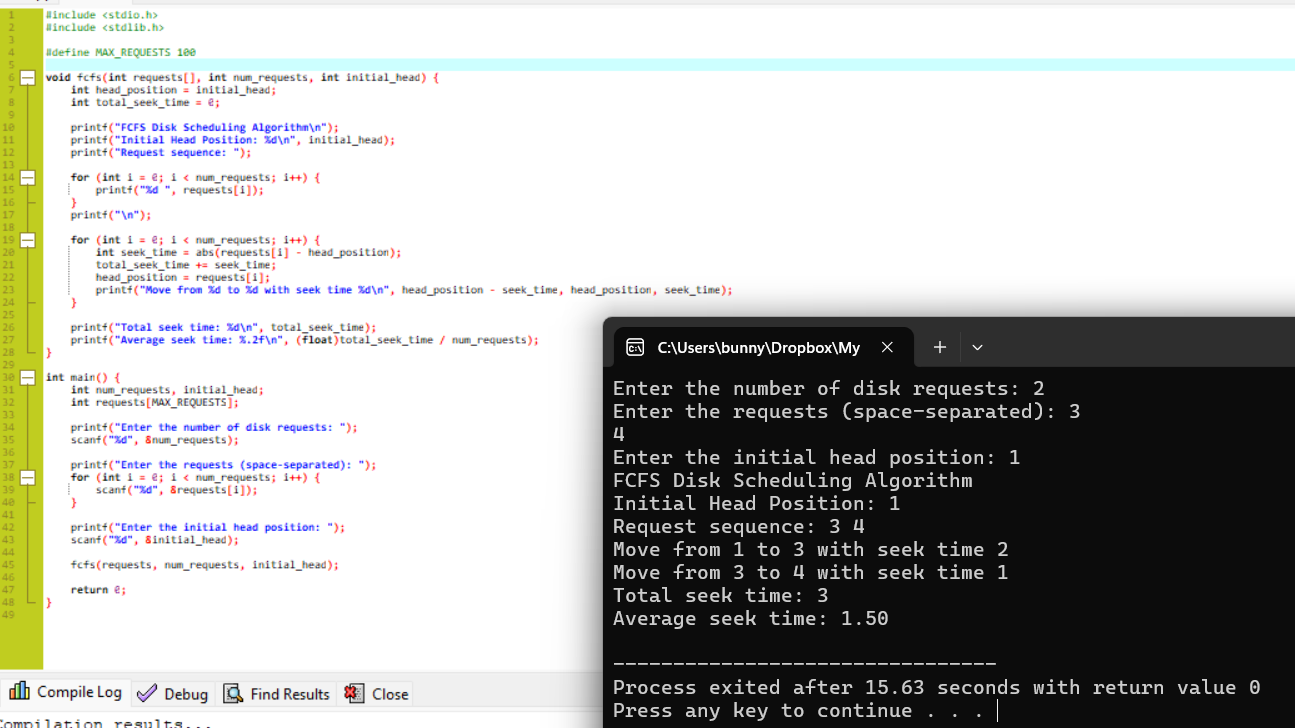 1 #include <stdio.h>
2 #include <stdlib.h>
3
4 #define MAX_REQUESTS 100
5
6 void fcfs(int requests[], int num_requests, int initial_head) {
7     int head_position = initial_head;
8     int total_seek_time = 0;
9
10     printf("FCFS Disk Scheduling Algorithm\n");
11     printf("Initial Head Position: %d\n", initial_head);
12     printf("Request sequence: ");
13
14     for (int i = 0; i < num_requests; i++) {
15         printf("%d ", requests[i]);
16     }
17     printf("\n");
18
19     for (int i = 0; i < num_requests; i++) {
20         int seek_time = abs(requests[i] - head_position);
21         total_seek_time += seek_time;
22         head_position = requests[i];
23         printf("Move from %d to %d with seek time %d\n", head_position - seek_time, head_position, seek_time);
24     }
25
26     printf("Total seek time: %d\n", total_seek_time);
27     printf("Average seek time: %.2f\n", (float)total_seek_time / num_requests);
28 }
29
30 int main() {
31     int num_requests, initial_head;
32     int requests[MAX_REQUESTS];
33
34     printf("Enter the number of disk requests: ");
35     scanf("%d", &num_requests);
36
37     printf("Enter the requests (space-separated): ");
38     for (int i = 0; i < num_requests; i++) {
39         scanf("%d", &requests[i]);
40     }
41
42     printf("Enter the initial head position: ");
43     scanf("%d", &initial_head);
44
45     fcfs(requests, num_requests, initial_head);
46
47     return 0;
48 }
49
C:\Users\bunny\Dropbox\My
Enter the number of disk requests: 2
Enter the requests (space-separated): 3
4
Enter the initial head position: 1
FCFS Disk Scheduling Algorithm
Initial Head Position: 1
Request sequence: 3 4
Move from 1 to 3 with seek time 2
Move from 3 to 4 with seek time 1
Total seek time: 3
Average seek time: 1.50
--------------------------------
Process exited after 15.63 seconds with return value 0
Press any key to continue . . .
Compile Log Debug Find Results Close
Compilation results...